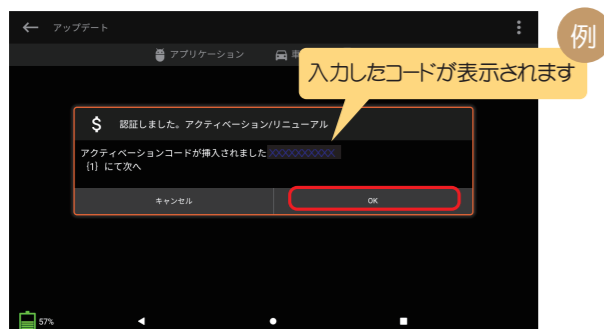 アップデート
例
アプリケーション
入力したコードが表示されます
認証しました。アクティベーション/リニューアル
アクティベーションコードが挿入されました XXXXXXXXXXX
{1} にて次へ
キャンセル OK
57%